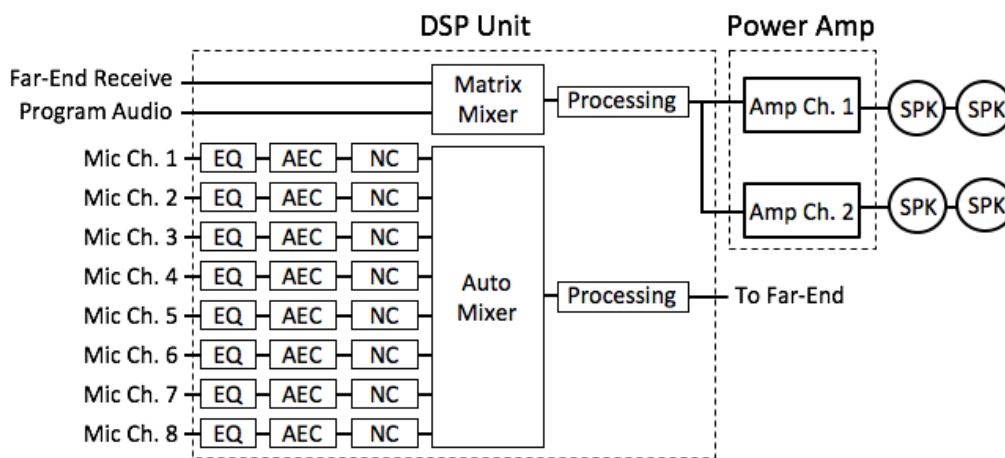 DSP Unit
Power Amp
Far-End Receive
Program Audio
Matrix
Mixer
Processing
Amp Ch. 1
SPK
SPK
Mic Ch. 1
EQ
AEC
NC
Mic Ch. 2
EQ
AEC
NC
Amp Ch. 2
SPK
SPK
Mic Ch. 3
EQ
AEC
NC
Mic Ch. 4
EQ
AEC
NC
Auto
Mixer
Processing
To Far-End
Mic Ch. 5
EQ
AEC
NC
Mic Ch. 6
EQ
AEC
NC
Mic Ch. 7
EQ
AEC
NC
Mic Ch. 8
EQ
AEC
NC